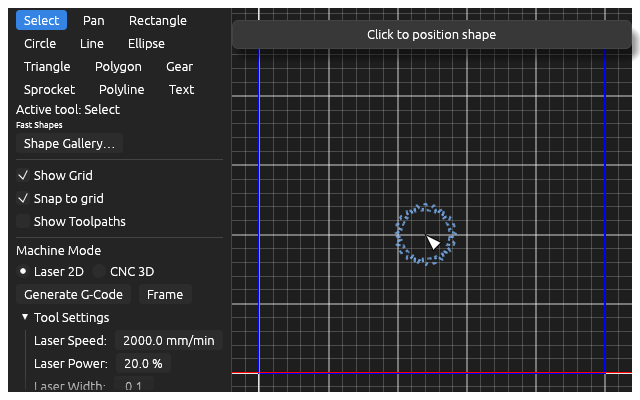 Select Pan Rectangle
Click to position shape
Circle Line Ellipse
Triangle Polygon Gear
Sprocket Polyline Text
Active tool: Select
Fast Shapes
Shape Gallery...
Show Grid
Snap to grid
Show Toolpaths
Machine Mode
Laser 2D CNC 3D
Generate G-Code Frame
Tool Settings
Laser Speed: 2000.0 mm/min
Laser Power: 20.0 %
Laser Width: 0.1